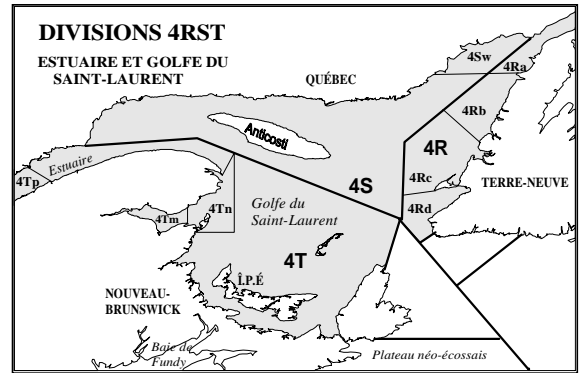 DIVISIONS 4RST
ESTUAIRE ET GOLFE DU
SAINT-LAURENT
QUÉBEC
4Sw
4Ra
4Rb
Anticosti
4R
Estuaire
4Tp
4S
4Rc
TERRE-NEUVE
4Rd
4Tn
4Tm
Golfe du
Saint-Laurent
4T
Î.P.É
NOUVEAU-
BRUNSWICK
Baie de
Fundy
Plateau néo-écossais